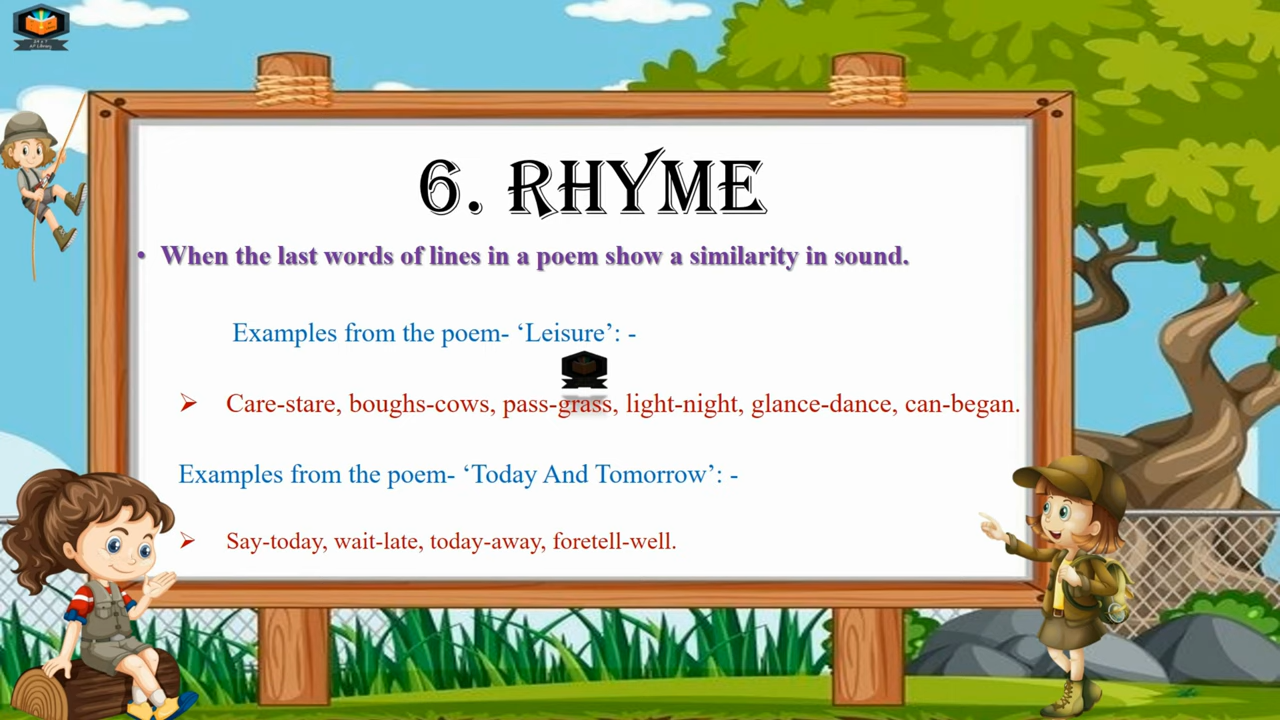 6. RHYME
• When the last words of lines in a poem show a similarity in sound.
Examples from the poem- ‘Leisure’: -
➢ Care-stare, boughs-cows, pass-grass, light-night, glance-dance, can-began.
Examples from the poem- ‘Today And Tomorrow’: -
➢ Say-today, wait-late, today-away, foretell-well.